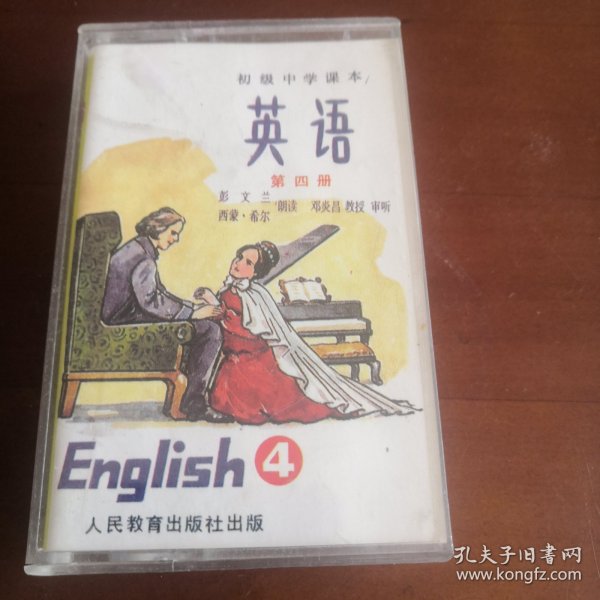 初级中学课本
英语
第四册
彭文兰
西蒙·希尔 朗读 邓炎昌 教授 审听
English 4
人民教育出版社出版
孔夫子旧书网
www.kongfz.com